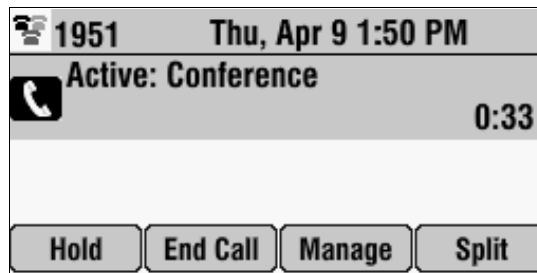 1951 Thu, Apr 9 1:50 PM
Active: Conference
0:33
Hold End Call Manage Split